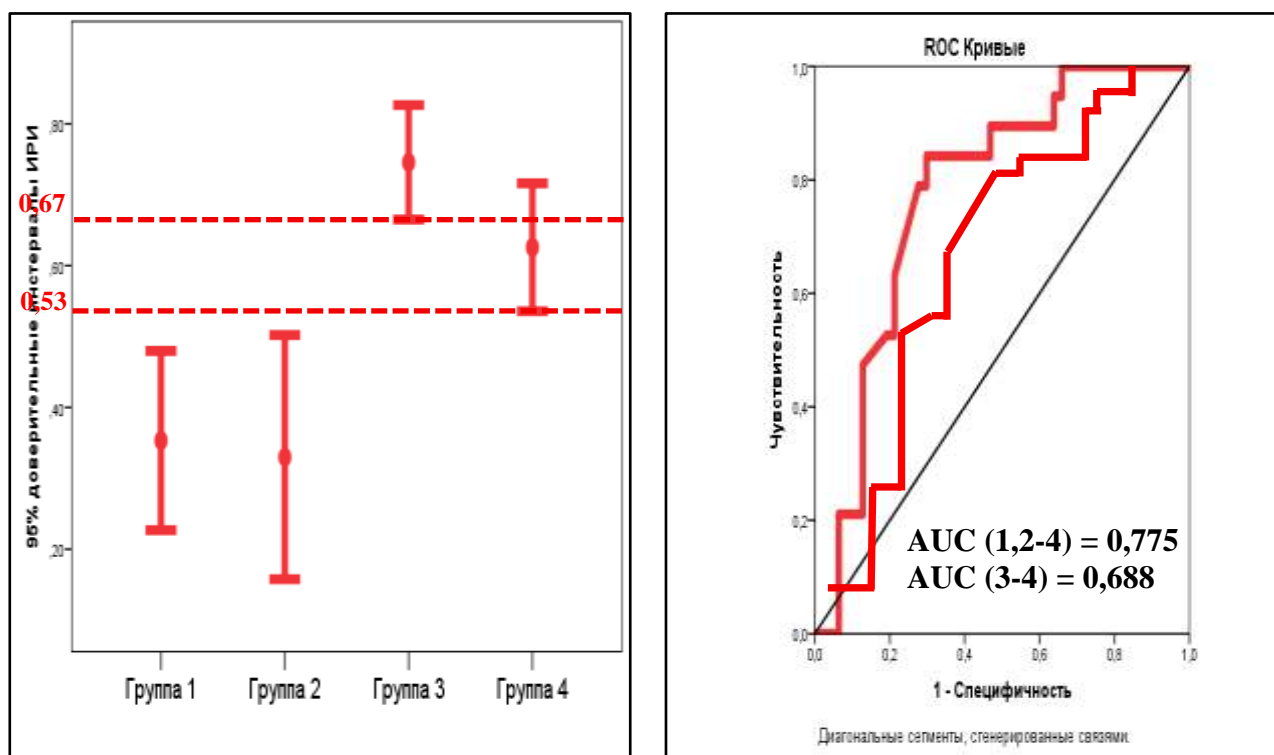 95% доверительные инстервалы ИРИ
,80
0,67
,60
0,53
,40
,20
Группа 1
Группа 2
Группа 3
Группа 4
ROC Кривые
Чувствительность
1,0
0,8
0,6
0,4
0,2
0,0
AUC (1,2-4) = 0,775
AUC (3-4) = 0,688
0,0
0,2
0,4
0,6
0,8
1,0
1 - Специфичность
Диагональные сегменты, сгенерированные связями.